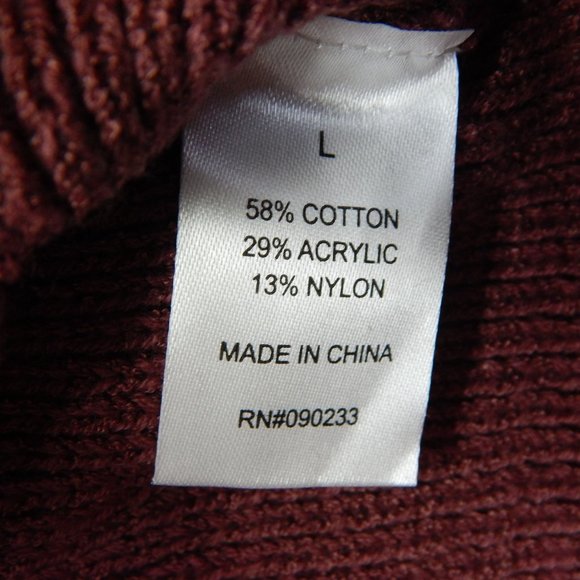 L
58% COTTON
29% ACRYLIC
13% NYLON
MADE IN CHINA
RN#090233